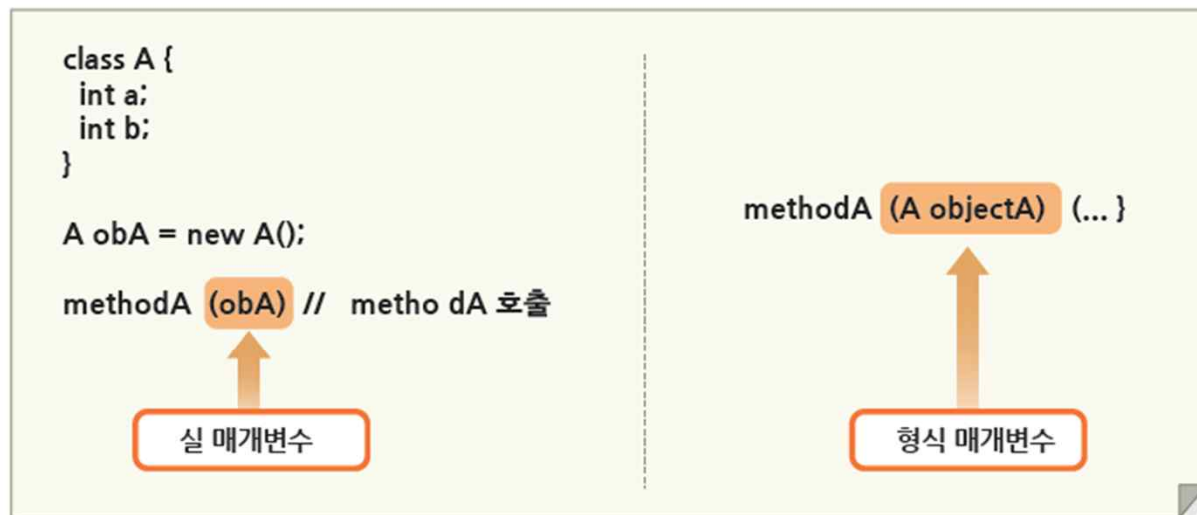 class A {
int a;
int b;
}
A obA = new A();
methodA (obA) // metho dA 호출
실 매개변수
methodA (A objectA) (... }
형식 매개변수